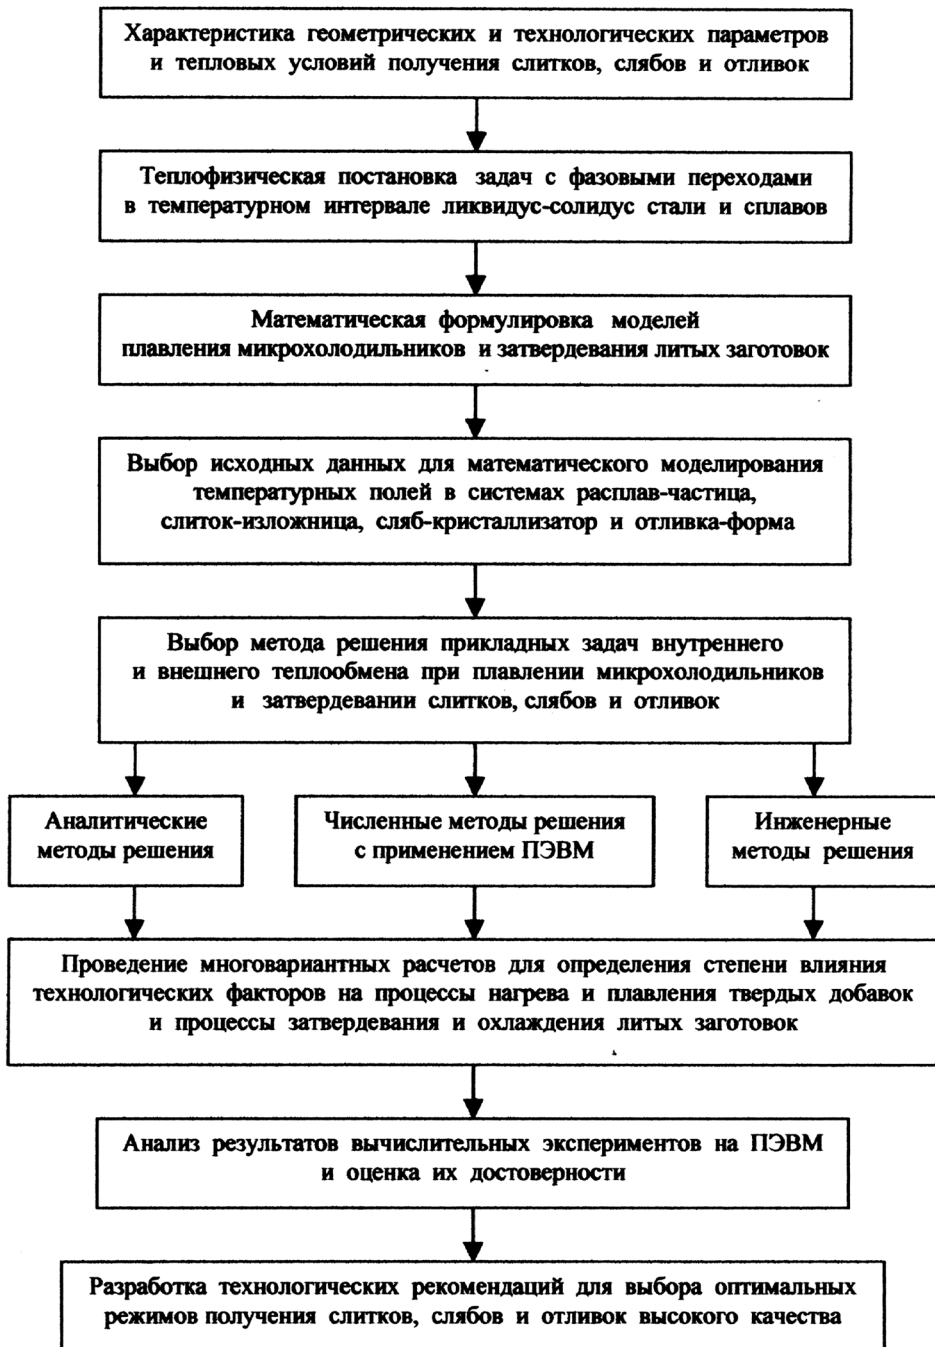 Характеристика геометрических и технологических параметров
и тепловых условий получения слитков, слябов и отливок
Теплофизическая постановка задач с фазовыми переходами
в температурном интервале ликвидус-солидус стали и сплавов
Математическая формулировка моделей
плавления микрохолодильников и затвердевания литых заготовок
Выбор исходных данных для математического моделирования
температурных полей в системах расплав-частица,
слиток-изложница, сляб-кристаллизатор и отливка-форма
Выбор метода решения прикладных задач внутреннего
и внешнего теплообмена при плавлении микрохолодильников
и затвердевании слитков, слябов и отливок
Аналитические
методы решения
Численные методы решения
с применением ПЭВМ
Инженерные
методы решения
Проведение многовариантных расчетов для определения степени влияния
технологических факторов на процессы нагрева и плавления твердых добавок
и процессы затвердевания и охлаждения литых заготовок
Анализ результатов вычислительных экспериментов на ПЭВМ
и оценка их достоверности
Разработка технологических рекомендаций для выбора оптимальных
режимов получения слитков, слябов и отливок высокого качества